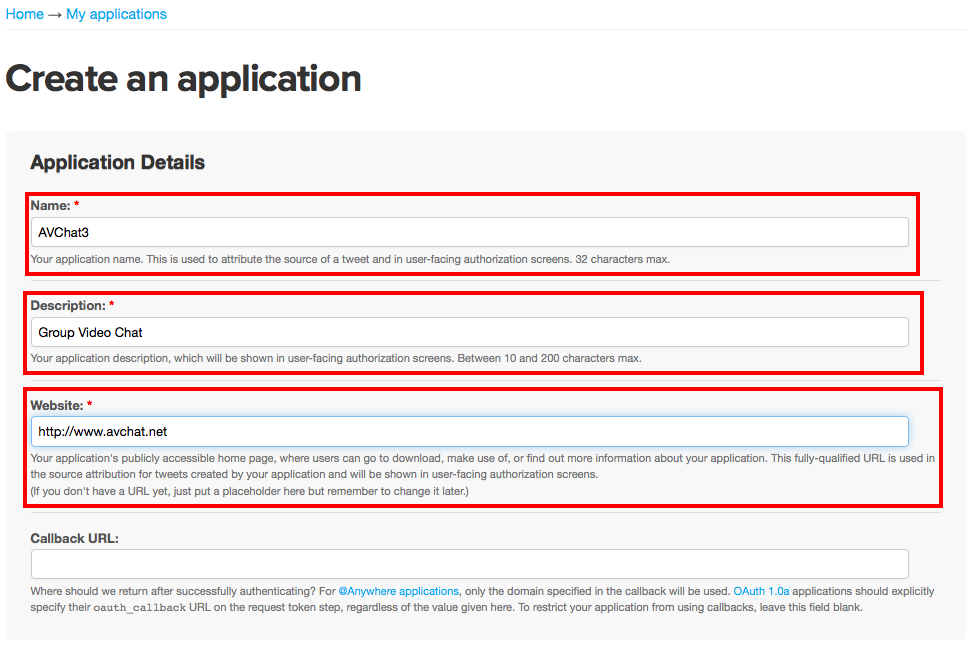 Home → My applications
Create an application
Application Details
Name: *
AVChat3
Your application name. This is used to attribute the source of a tweet and in user-facing authorization screens. 32 characters max.
Description: *
Group Video Chat
Your application description, which will be shown in user-facing authorization screens. Between 10 and 200 characters max.
Website: *
http://www.avchat.net
Your application's publicly accessible home page, where users can go to download, make use of, or find out more information about your application. This fully-qualified URL is used in
the source attribution for tweets created by your application and will be shown in user-facing authorization screens.
(If you don't have a URL yet, just put a placeholder here but remember to change it later.)
Callback URL:
Where should we return after successfully authenticating? For @Anywhere applications, only the domain specified in the callback will be used. OAuth 1.0a applications should explicitly
specify their oauth_callback URL on the request token step, regardless of the value given here. To restrict your application from using callbacks, leave this field blank.